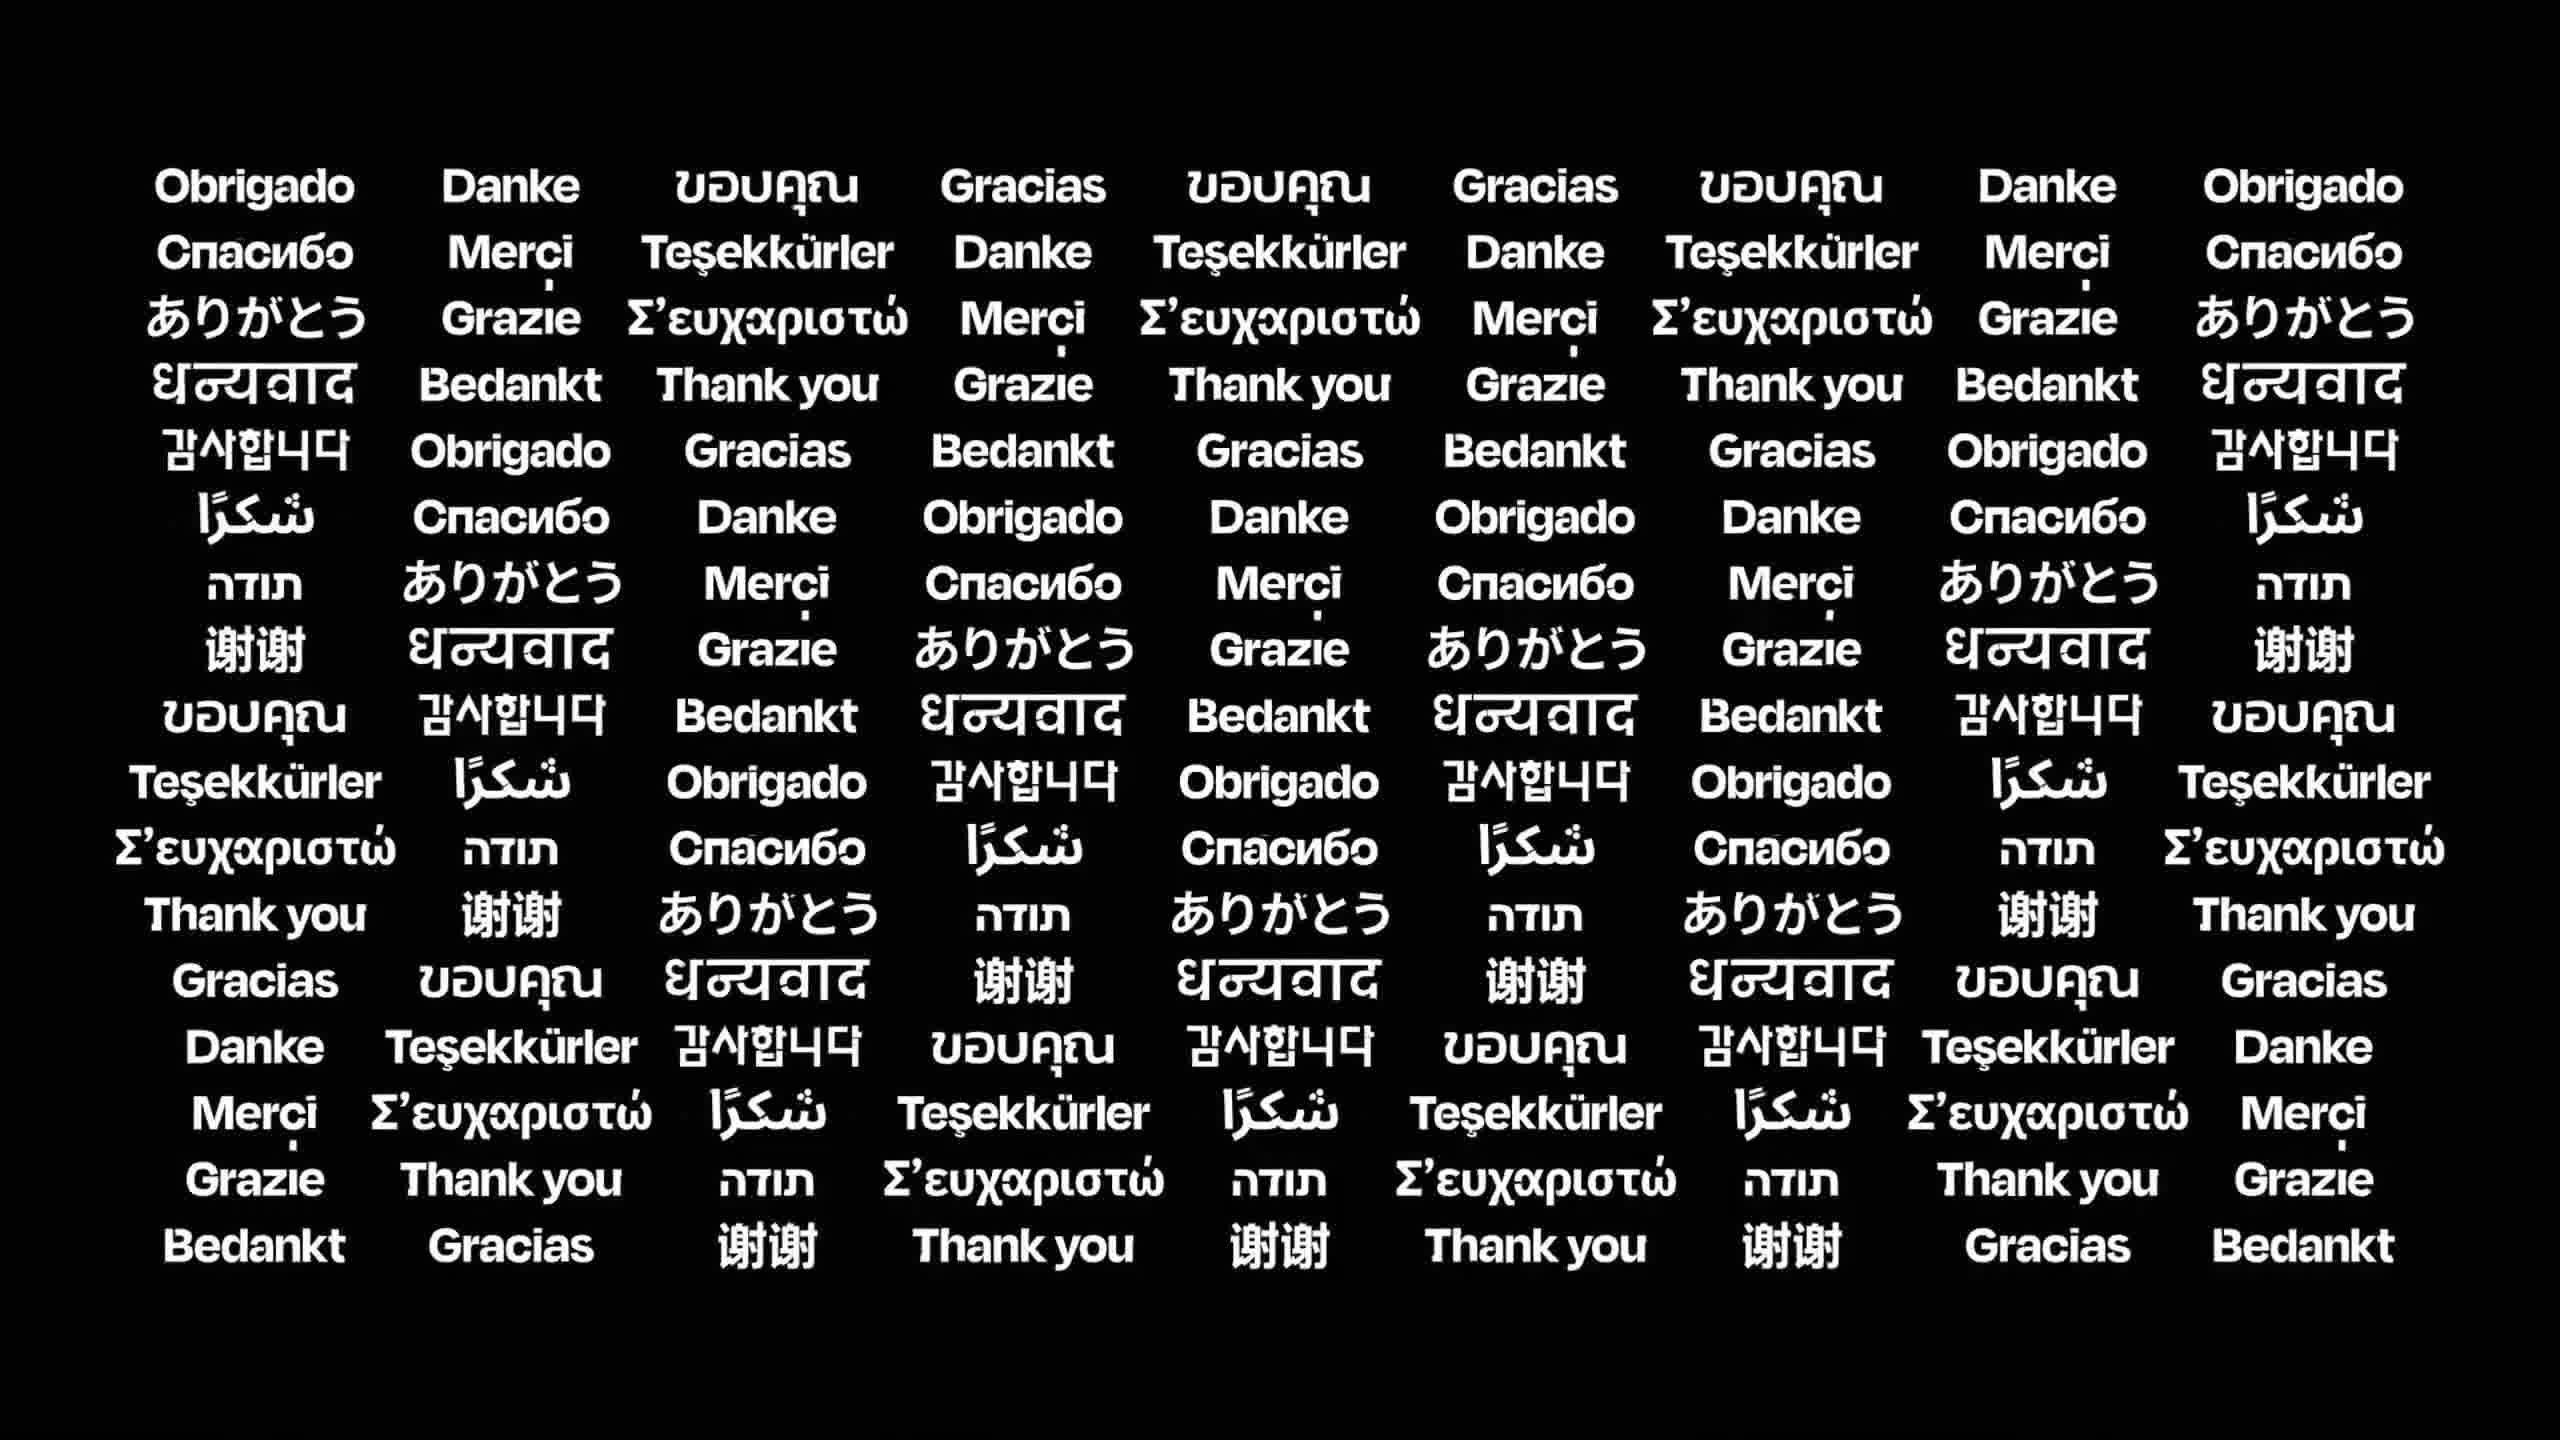 Obrigado Danke ขอบคุณ Gracias ขอบคุณ Gracias ขอบคุณ Danke Obrigado
Спасибо Merci Teşekkürler Danke Teşekkürler Danke Teşekkürler Merci Спасибо
ありがとう Grazie Σ’ευχαριστώ Merci Σ’ευχαριστώ Merci Σ’ευχαριστώ Grazie ありがとう
धन्यवाद Bedankt Thank you Grazie Thank you Grazie Thank you Bedankt धन्यवाद
감사합니다 Obrigado Gracias Bedankt Gracias Bedankt Gracias Obrigado 감사합니다
شكرًا Спасибо Danke Obrigado Danke Obrigado Danke Спасибо شكرًا
תודה ありがとう Merci Спасибо Merci Спасибо Merci ありがとう תודה
谢谢 धन्यवाद Grazie ありがとう Grazie ありがとう Grazie धन्यवाद 谢谢
ขอบคุณ 감사합니다 Bedankt धन्यवाद Bedankt धन्यवाद Bedankt 감사합니다 ขอบคุณ
Teşekkürler شكرًا Obrigado 감사합니다 Obrigado 감사합니다 Obrigado شكرًا Teşekkürler
Σ’ευχαριστώ תודה Спасибо شكرًا Спасибо شكرًا Спасибо תודה Σ’ευχαριστώ
Thank you 谢谢 ありがとう תודה ありがとう תודה ありがとう 谢谢 Thank you
Gracias ขอบคุณ धन्यवाद 谢谢 धन्यवाद 谢谢 धन्यवाद ขอบคุณ Gracias
Danke Teşekkürler 감사합니다 ขอบคุณ 감사합니다 ขอบคุณ 감사합니다 Teşekkürler Danke
Merci Σ’ευχαριστώ شكرًا Teşekkürler شكرًا Teşekkürler شكرًا Σ’ευχαριστώ Merci
Grazie Thank you תודה Σ’ευχαριστώ תודה Σ’ευχαριστώ תודה Thank you Grazie
Bedankt Gracias 谢谢 Thank you 谢谢 Thank you 谢谢 Gracias Bedankt